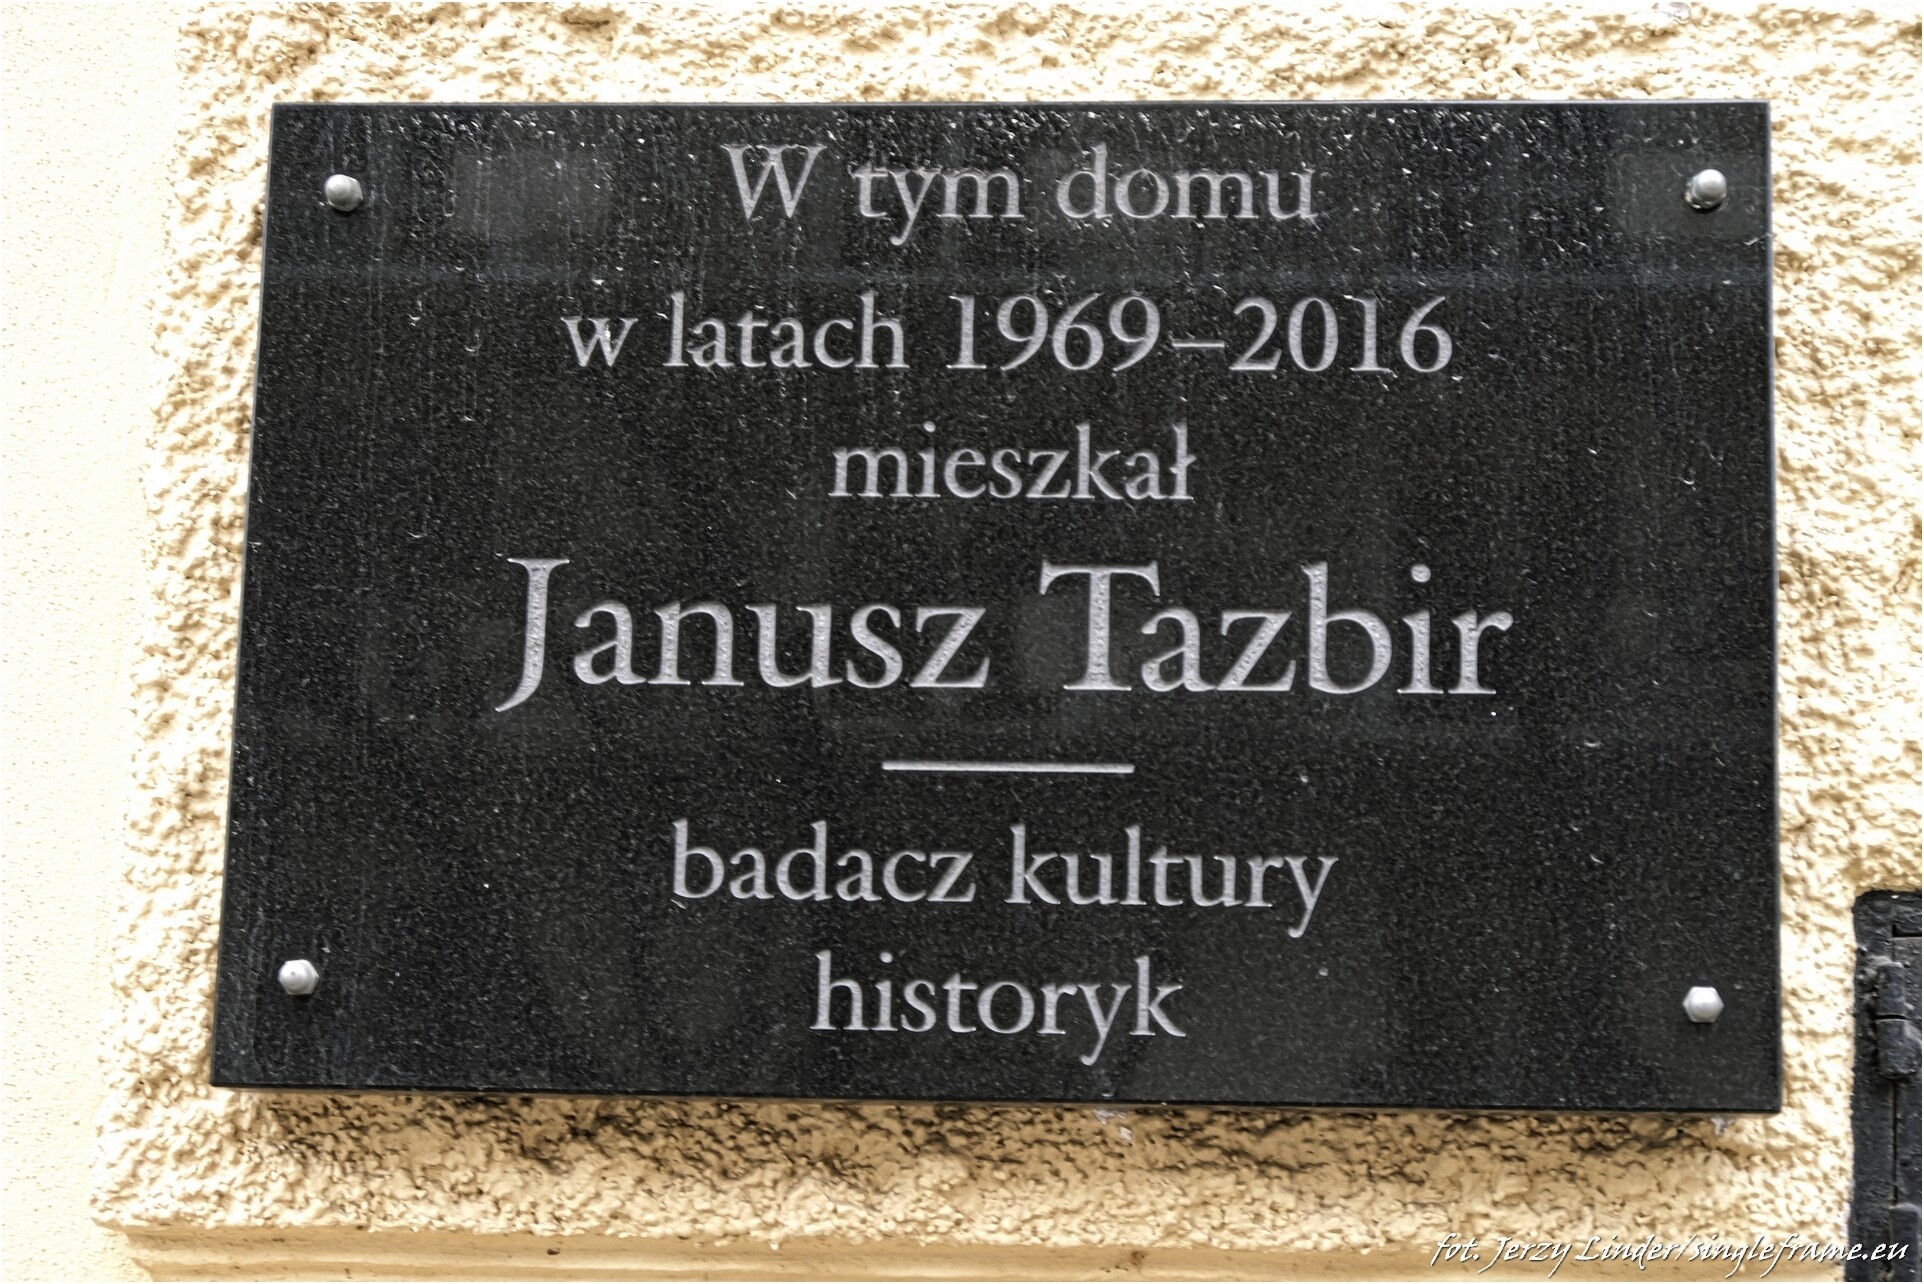 W tym domu
w latach 1969–2016
mieszkał
Janusz Tazbir
badacz kultury
historyk
fot. Jerzy Linder/singleframe.eu